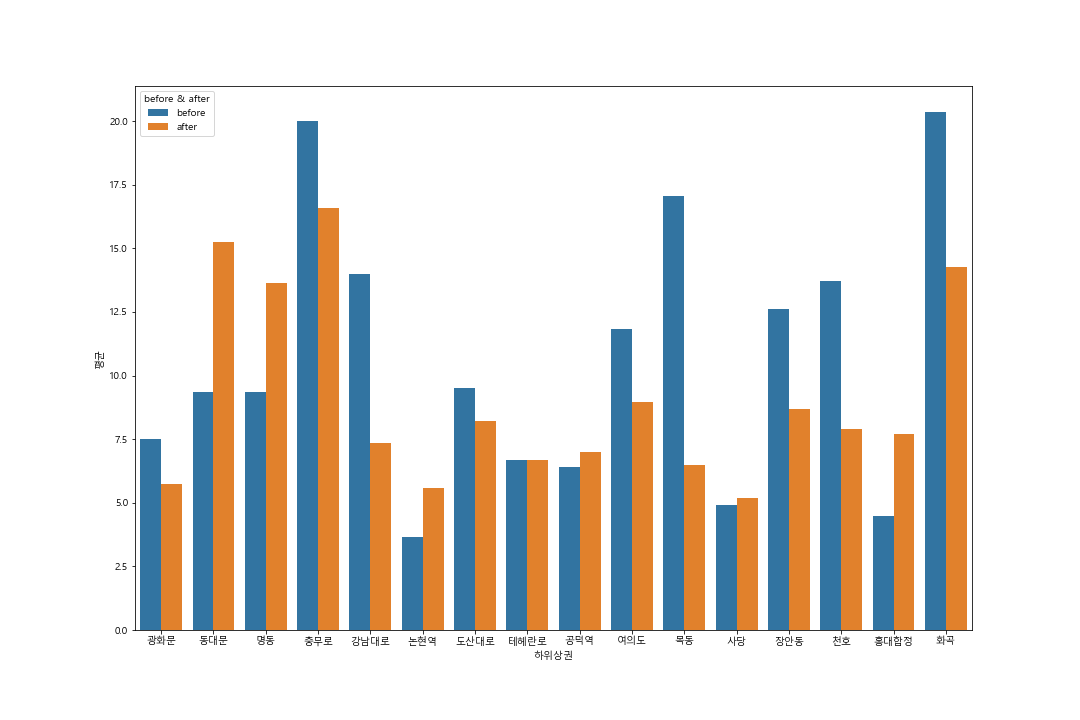 before & after
before
after
20.0
17.5
15.0
12.5
10.0
7.5
5.0
2.5
0.0
평균
광화문 동대문 명동 충무로 강남대로 논현역 도산대로 테헤란로 공덕역 여의도 목동 사당 장안동 천호 홍대합정 화곡
하위상권